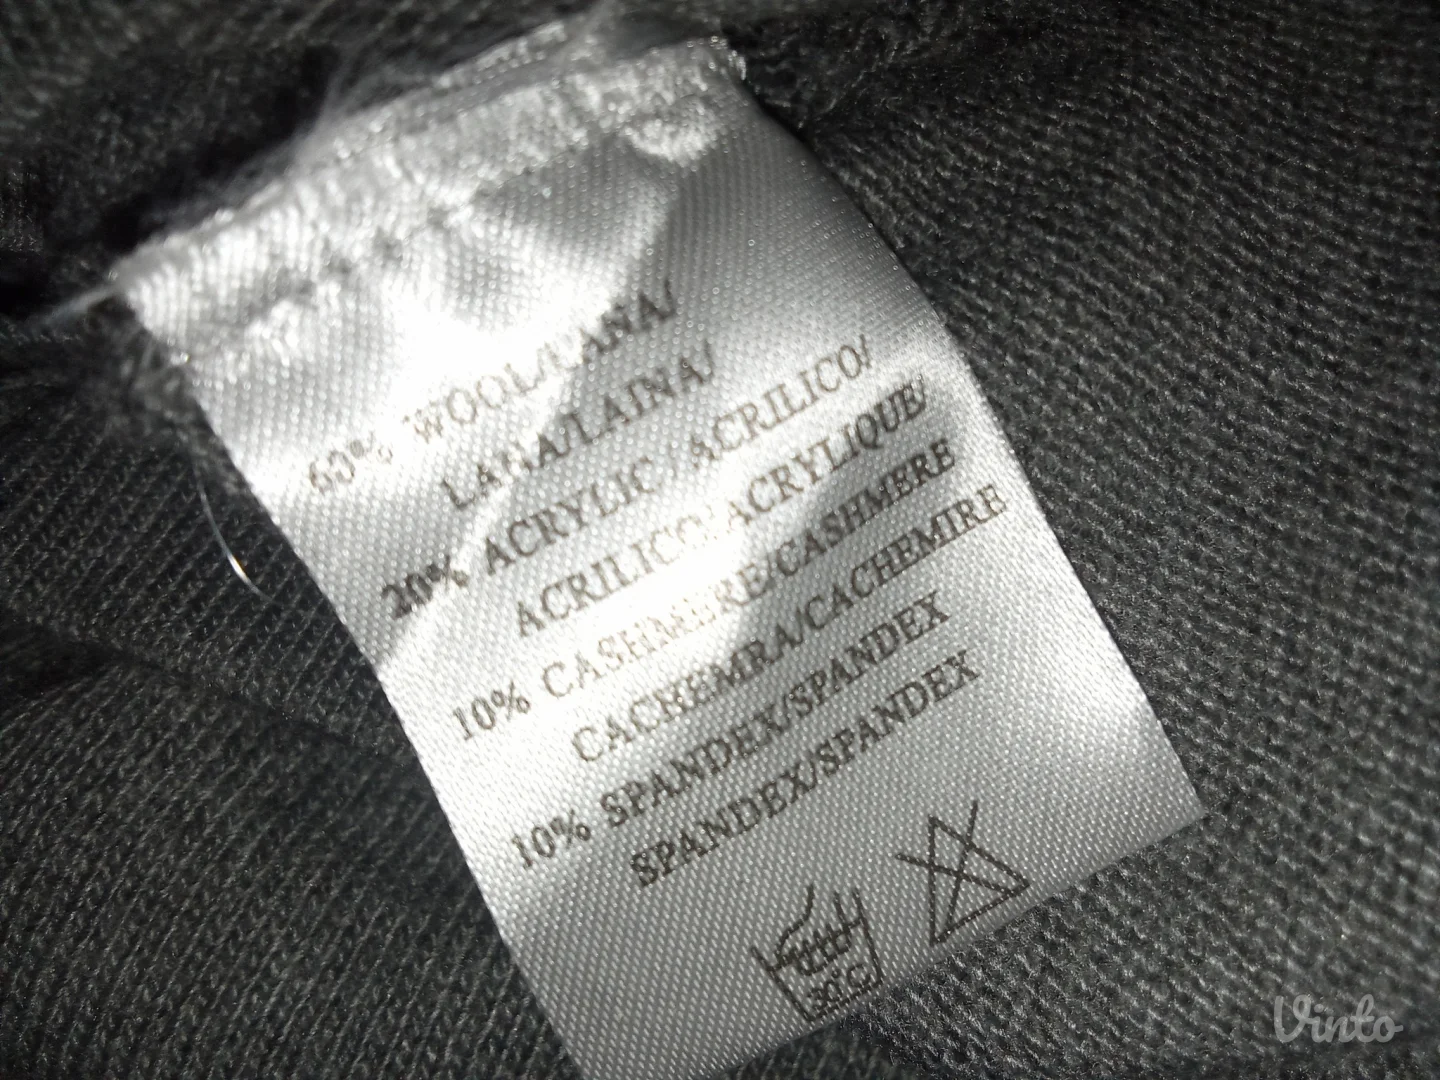 60% WOOL/LANA/
LANA/LAINA/
20% ACRYLIC/ACRILICO/
ACRILICO/ACRYLIQUE/
10% CASHMERE/CASHMERE
CACHEMRA/CACHEMIRE
10% SPANDEX/SPANDEX
SPANDEX/SPANDEX
30°C
Vinto